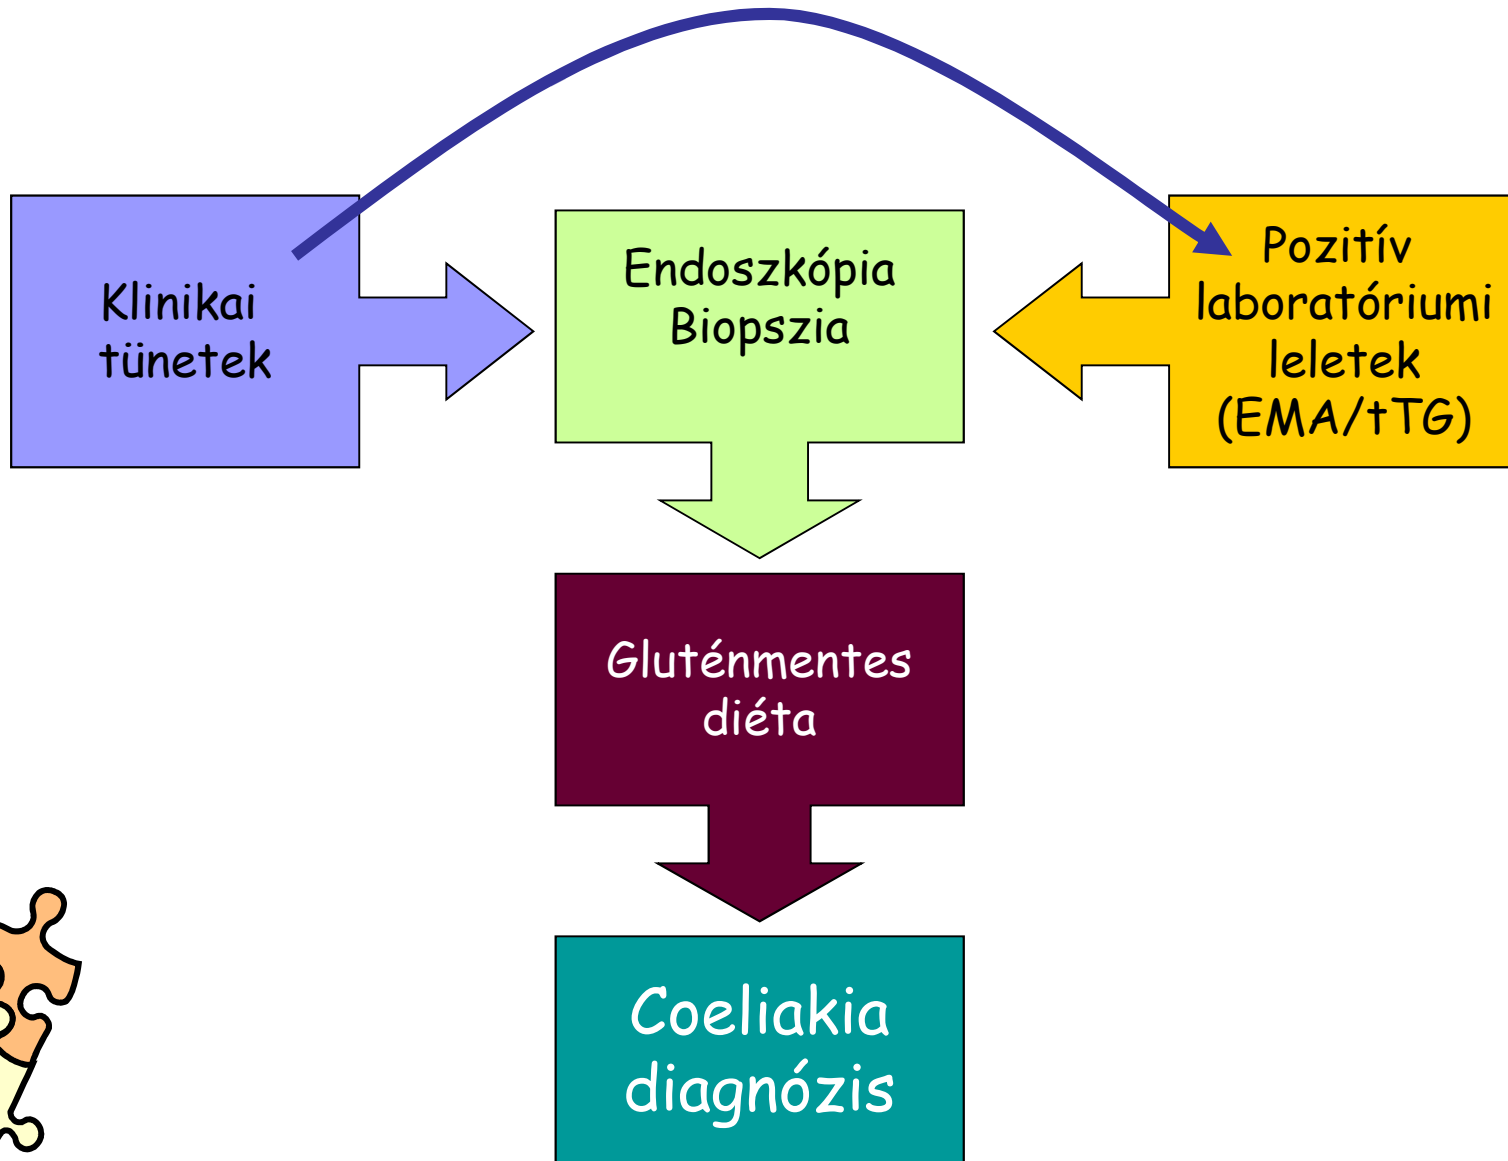 Klinikai
tünetek
Endoszkópia
Biopszia
Pozitív
laboratóriumi
leletek
(EMA/tTG)
Gluténmentes
diéta
Coeliakia
diagnózis